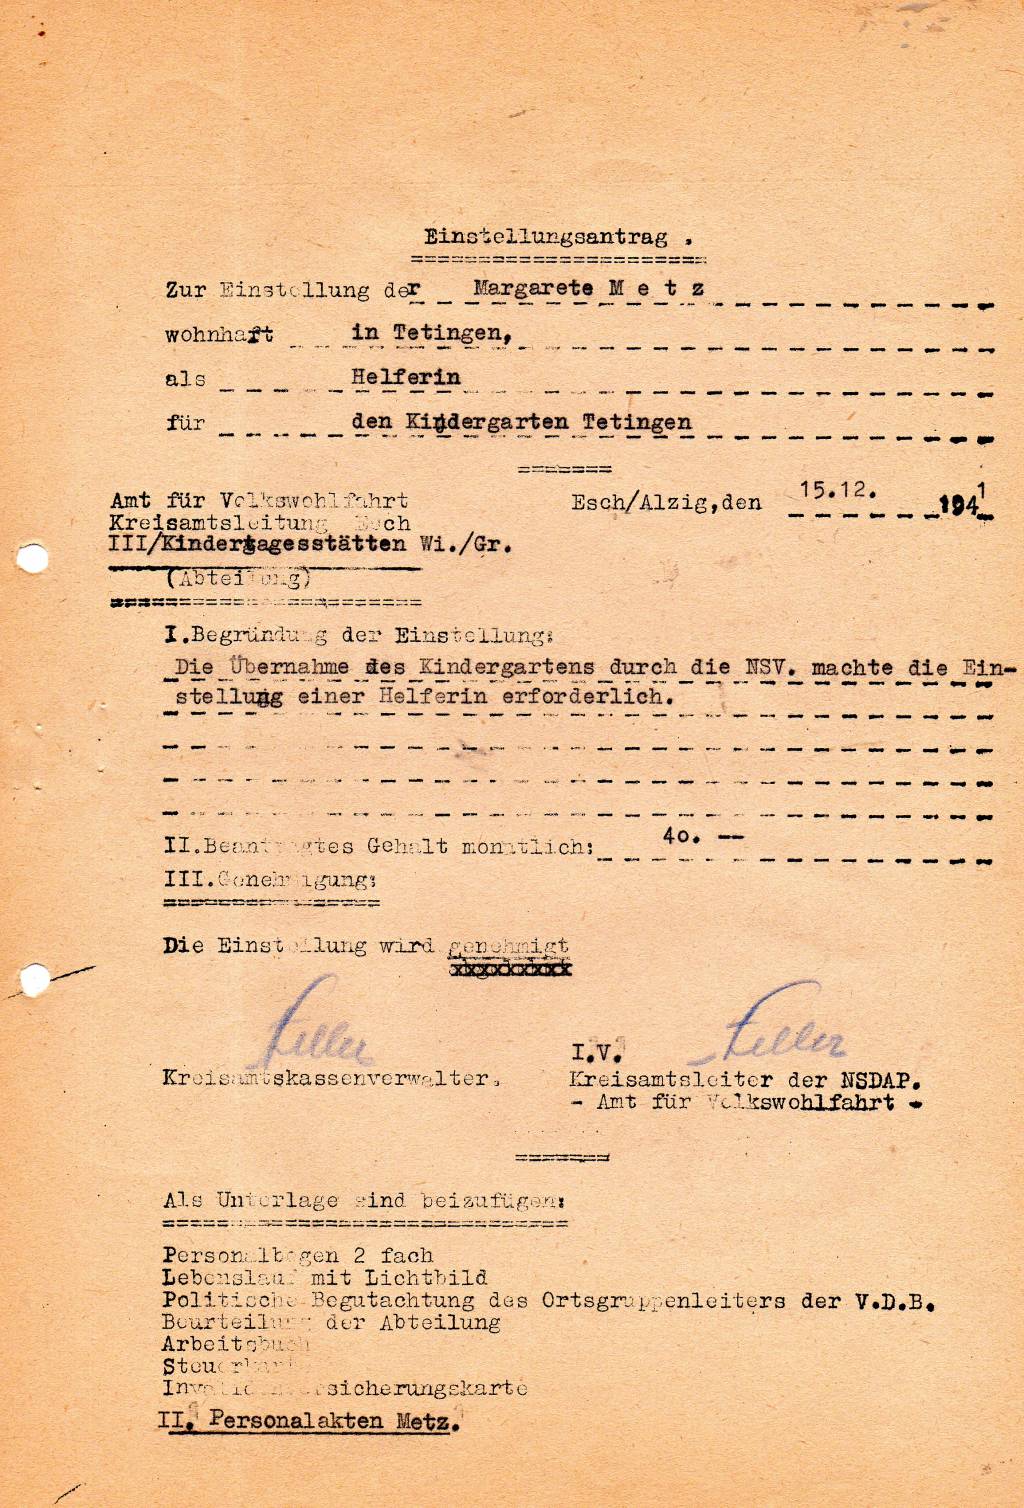 Einstellungsantrag .
Zur Einstellung der Margarete M e t z
wohnhaft in Tetingen,
als Helferin
für den Kindergarten Tetingen
Amt für Volkswohlfahrt
Kreisamtsleitung Esch
III/Kindertagesstätten Wi./Gr.
(Abteilung)
Esch/Alzig,den 15.12. 1941
I.Begründung der Einstellung:
Die Übernahme des Kindergartens durch die NSV. machte die Ein-
stellung einer Helferin erforderlich.
II.Beantragtes Gehalt monatlich: 4o. --
III.Genehmigung:
Die Einstellung wird genehmigt
Feller
Feller
I.V.
Kreisamtskassenverwalter.
Kreisamtsleiter der NSDAP.
- Amt für Volkswohlfahrt -
Als Unterlage sind beizufügen:
Personalbogen 2 fach
Lebenslauf mit Lichtbild
Politische Begutachtung des Ortsgruppenleiters der V.D.B.
Beurteilung der Abteilung
Arbeitsbuch
Steuerkarte
Invalidenversicherungskarte
II. Personalakten Metz.